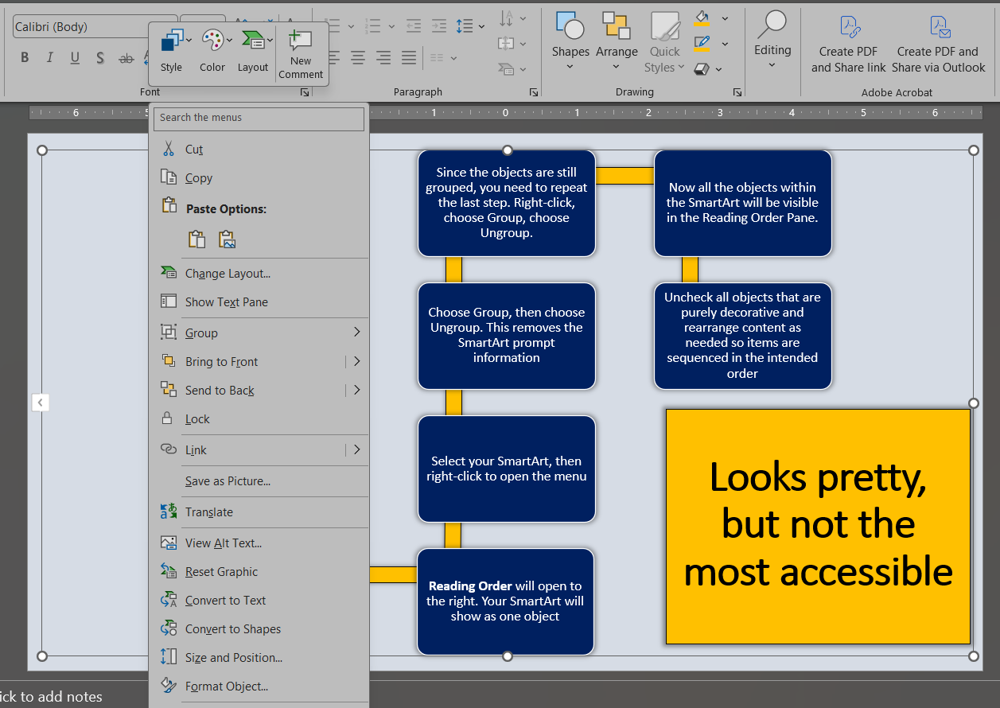 Calibri (Body)
B I U S ab
Style
Color
Layout
New
Comment
Shapes
Arrange
Quick
Styles
Editing
Create PDF
and Share link
Create PDF and
Share via Outlook
Font
Paragraph
Drawing
Adobe Acrobat
6 5 1 0 1 2 3 4 5 6
Search the menus
Cut
Copy
Paste Options:
Change Layout...
Show Text Pane
Group
Bring to Front
Send to Back
Lock
Link
Save as Picture...
Translate
View Alt Text...
Reset Graphic
Convert to Text
Convert to Shapes
Size and Position...
Format Object...
Since the objects are still
grouped, you need to repeat
the last step. Right-click,
choose Group, choose
Ungroup.
Choose Group, then choose
Ungroup. This removes the
SmartArt prompt
information
Select your SmartArt, then
right-click to open the menu
Reading Order will open to
the right. Your SmartArt will
show as one object
Now all the objects within
the SmartArt will be visible
in the Reading Order Pane.
Uncheck all objects that are
purely decorative and
rearrange content as
needed so items are
sequenced in the intended
order
Looks pretty,
but not the
most accessible
ick to add notes